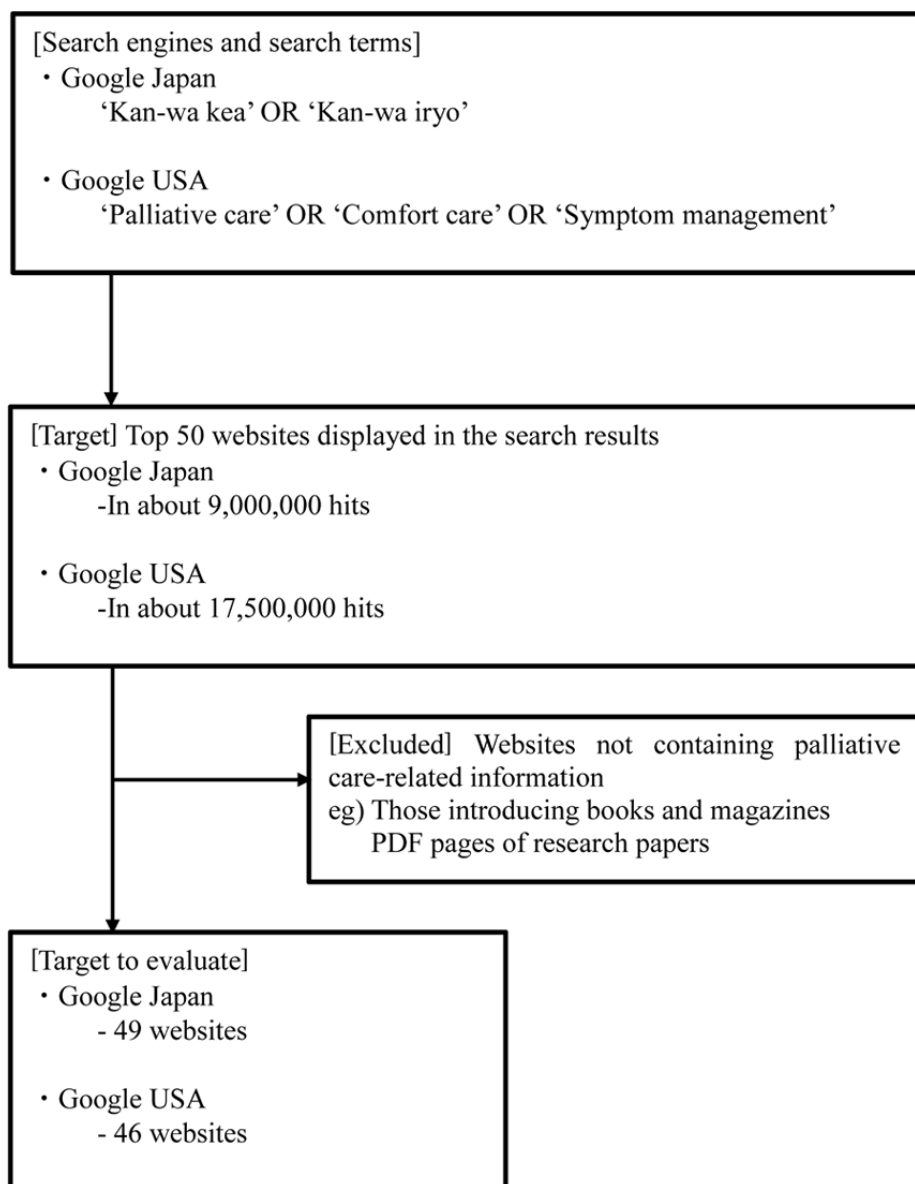 [Search engines and search terms]
・Google Japan
‘Kan-wa kea’ OR ‘Kan-wa iryo’
・Google USA
‘Palliative care’ OR ‘Comfort care’ OR ‘Symptom management’
[Target] Top 50 websites displayed in the search results
・Google Japan
-In about 9,000,000 hits
・Google USA
-In about 17,500,000 hits
[Excluded] Websites not containing palliative
care-related information
eg) Those introducing books and magazines
PDF pages of research papers
[Target to evaluate]
・Google Japan
- 49 websites
・Google USA
- 46 websites